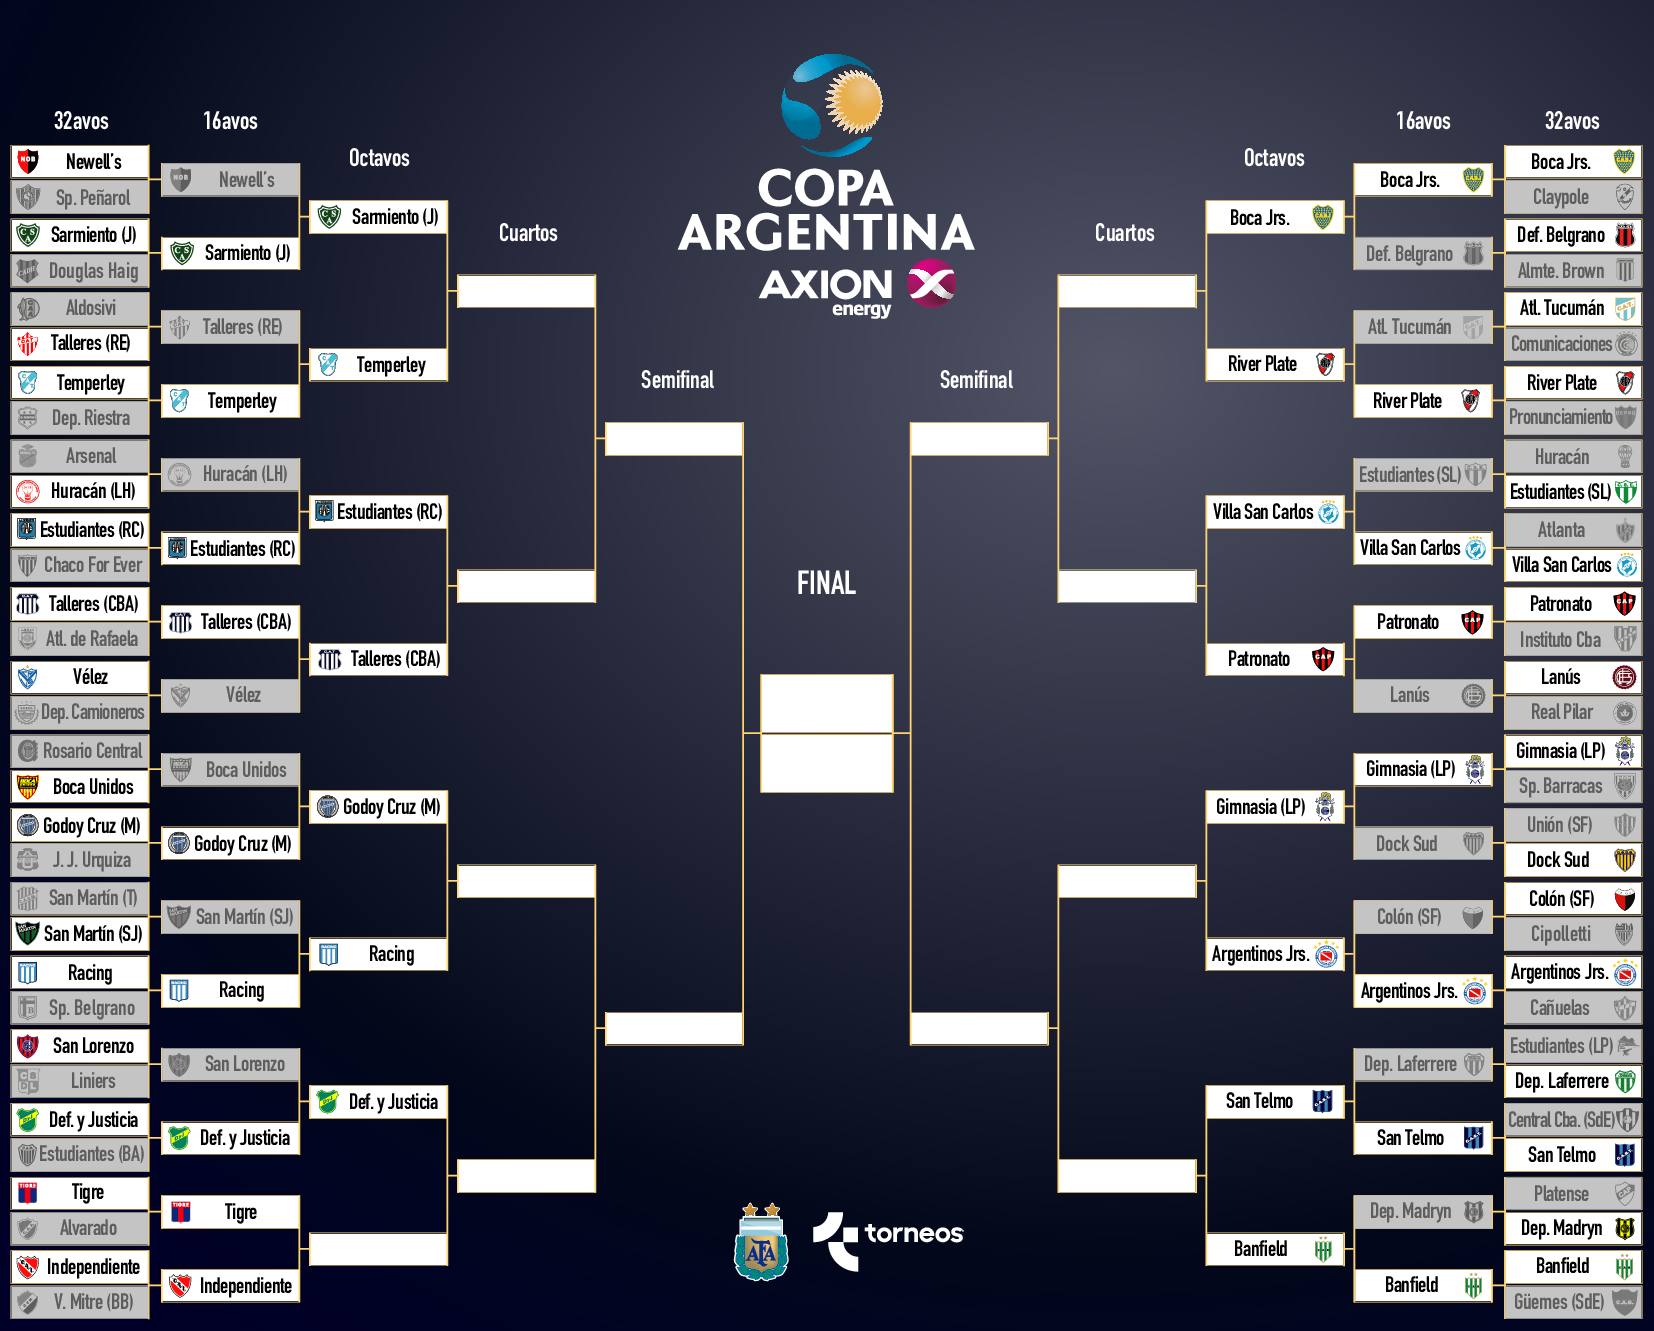 COPA
ARGENTINA
AXION
energy
32avos
16avos
Octavos
Cuartos
Semifinal
FINAL
Semifinal
Cuartos
Octavos
16avos
32avos
Newell's
Sp. Peñarol
Sarmiento (J)
Douglas Haig
Aldosivi
Talleres (RE)
Temperley
Dep. Riestra
Arsenal
Huracán (LH)
Estudiantes (RC)
Chaco For Ever
Talleres (CBA)
Atl. de Rafaela
Vélez
Dep. Camioneros
Rosario Central
Boca Unidos
Godoy Cruz (M)
J. J. Urquiza
San Martín (T)
San Martín (SJ)
Racing
Sp. Belgrano
San Lorenzo
Liniers
Def. y Justicia
Estudiantes (BA)
Tigre
Alvarado
Independiente
V. Mitre (BB)
Newell's
Sarmiento (J)
Talleres (RE)
Temperley
Huracán (LH)
Estudiantes (RC)
Talleres (CBA)
Vélez
Boca Unidos
Godoy Cruz (M)
San Martín (SJ)
Racing
San Lorenzo
Def. y Justicia
Tigre
Independiente
Sarmiento (J)
Temperley
Estudiantes (RC)
Talleres (CBA)
Godoy Cruz (M)
Racing
Def. y Justicia
Boca Jrs.
River Plate
Villa San Carlos
Patronato
Gimnasia (LP)
Argentinos Jrs.
San Telmo
Banfield
Boca Jrs.
Def. Belgrano
Atl. Tucumán
River Plate
Estudiantes (SL)
Villa San Carlos
Patronato
Lanús
Gimnasia (LP)
Dock Sud
Colón (SF)
Argentinos Jrs.
Dep. Laferrere
San Telmo
Dep. Madryn
Banfield
Boca Jrs.
Claypole
Def. Belgrano
Almte. Brown
Atl. Tucumán
Comunicaciones
River Plate
Pronunciamiento
Huracán
Estudiantes (SL)
Atlanta
Villa San Carlos
Patronato
Instituto Cba
Lanús
Real Pilar
Gimnasia (LP)
Sp. Barracas
Unión (SF)
Dock Sud
Colón (SF)
Cipolletti
Argentinos Jrs.
Cañuelas
Estudiantes (LP)
Dep. Laferrere
Central Cba. (SdE)
San Telmo
Platense
Dep. Madryn
Banfield
Güemes (SdE)
AFA
torneos